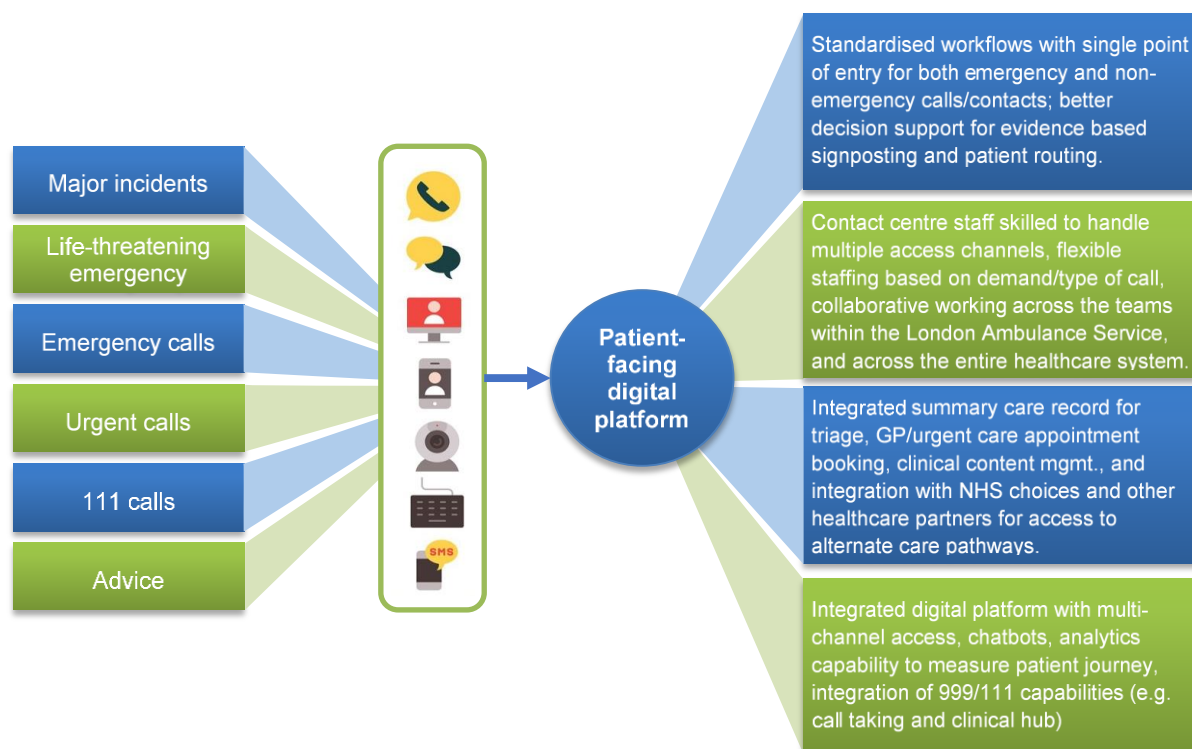 Major incidents
Life-threatening
emergency
Emergency calls
Urgent calls
111 calls
Advice
SMS
Patient-
facing
digital
platform
Standardised workflows with single point
of entry for both emergency and non-
emergency calls/contacts; better
decision support for evidence based
signposting and patient routing.
Contact centre staff skilled to handle
multiple access channels, flexible
staffing based on demand/type of call,
collaborative working across the teams
within the London Ambulance Service,
and across the entire healthcare system.
Integrated summary care record for
triage, GP/urgent care appointment
booking, clinical content mgmt., and
integration with NHS choices and other
healthcare partners for access to
alternate care pathways.
Integrated digital platform with multi-
channel access, chatbots, analytics
capability to measure patient journey,
integration of 999/111 capabilities (e.g.
call taking and clinical hub)